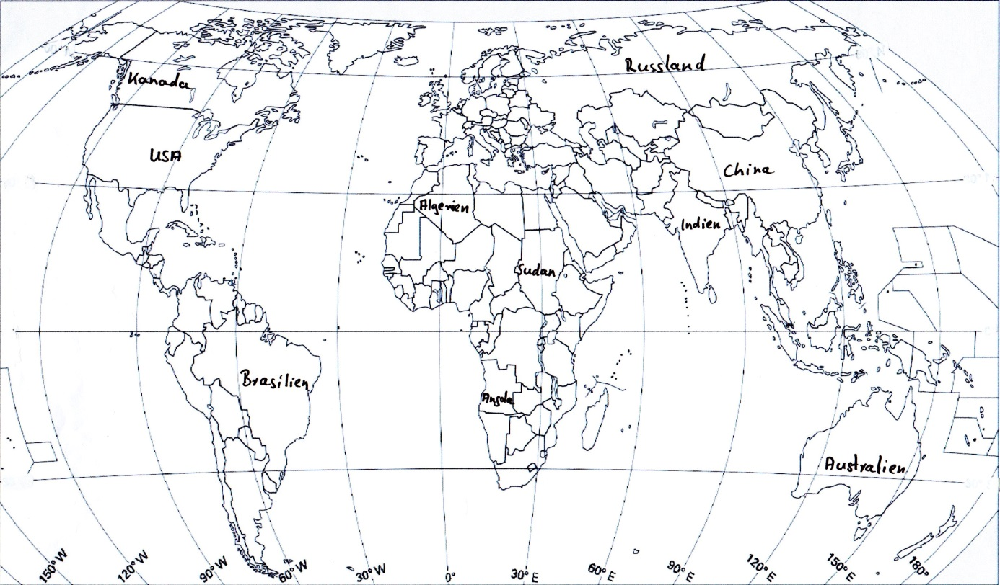 Kanada
Russland
USA
China
Algerien
Indien
Sudan
Brasilien
Angola
Australien
150° W
120° W
90° W
60° W
30° W
0°
30° E
60° E
90° E
120° E
150° E
180°